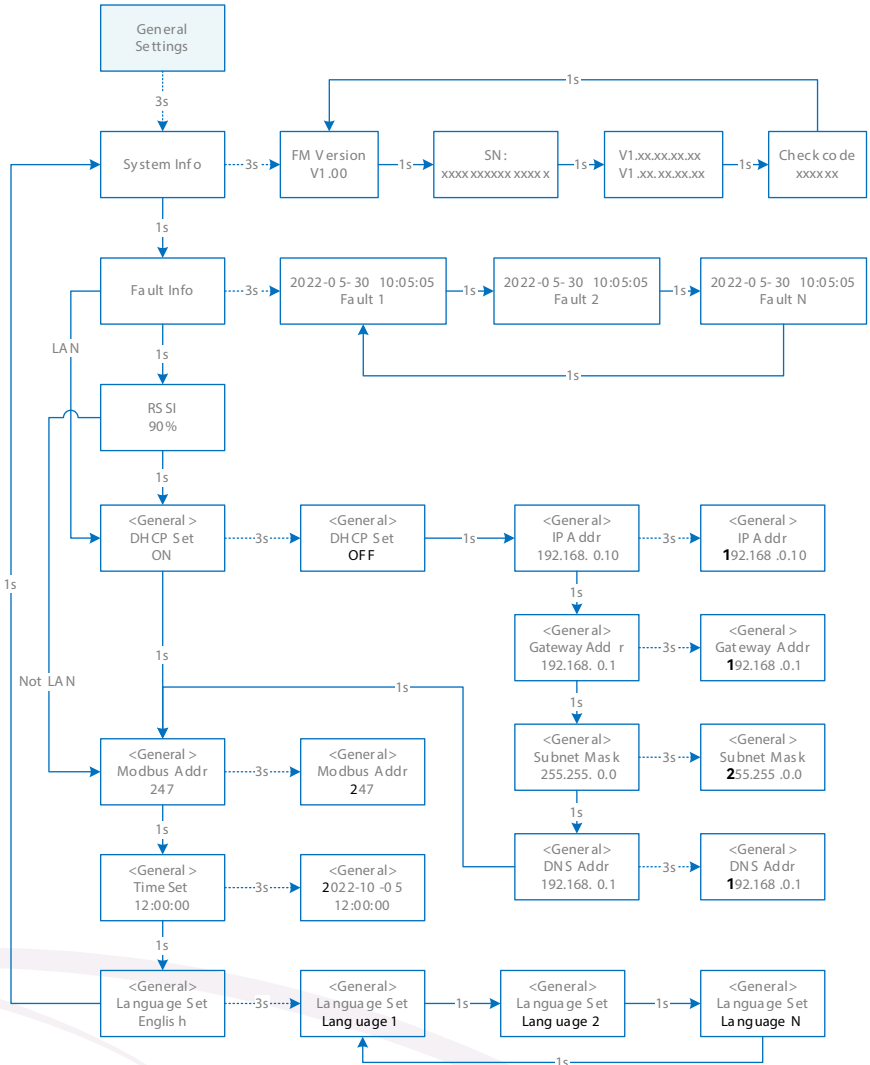 General
Settings
3s
1s
System Info
3s
FM Version
V1.00
1s
SN:
xxxxxxxxxxxxxxx
1s
V1.xx.xx.xx.xx
V1.xx.xx.xx.xx
1s
Check code
xxxxxx
1s
Fault Info
3s
2022-05-30 10:05:05
Fault 1
1s
2022-05-30 10:05:05
Fault 2
1s
2022-05-30 10:05:05
Fault N
LAN
1s
1s
RSSI
90%
1s
<General>
DHCP Set
ON
3s
<General>
DHCP Set
OFF
1s
<General>
IP Addr
192.168.0.10
3s
<General>
IP Addr
192.168.0.10
1s
1s
<General>
Gateway Addr
192.168.0.1
3s
<General>
Gateway Addr
192.168.0.1
1s
Not LAN
1s
1s
<General>
Modbus Addr
247
3s
<General>
Modbus Addr
247
<General>
Subnet Mask
255.255.0.0
3s
<General>
Subnet Mask
255.255.0.0
1s
1s
<General>
Time Set
12:00:00
3s
2022-10-05
12:00:00
<General>
DNS Addr
192.168.0.1
3s
<General>
DNS Addr
192.168.0.1
1s
<General>
Language Set
English
3s
<General>
Language Set
Language 1
1s
<General>
Language Set
Language 2
1s
<General>
Language Set
Language N
1s